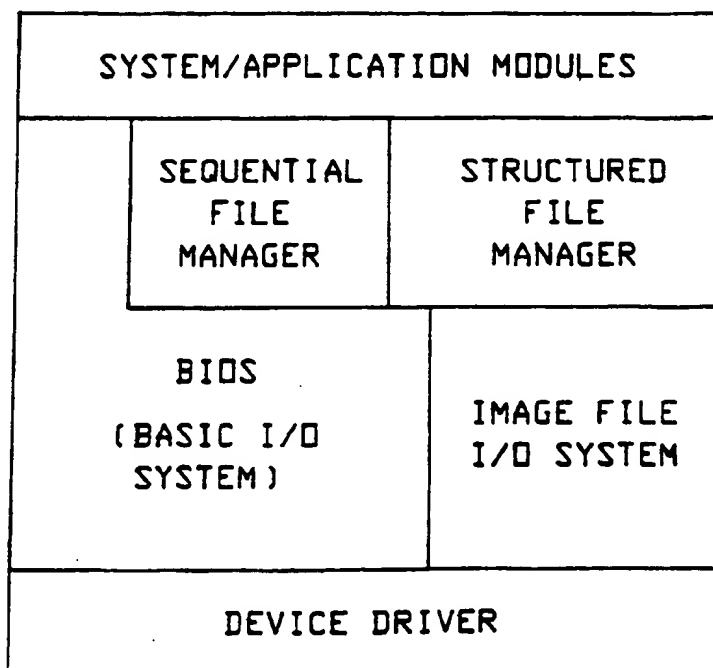 SYSTEM/APPLICATION MODULES
SEQUENTIAL
FILE
MANAGER
STRUCTURED
FILE
MANAGER
BIOS
(BASIC I/O
SYSTEM)
IMAGE FILE
I/O SYSTEM
DEVICE DRIVER